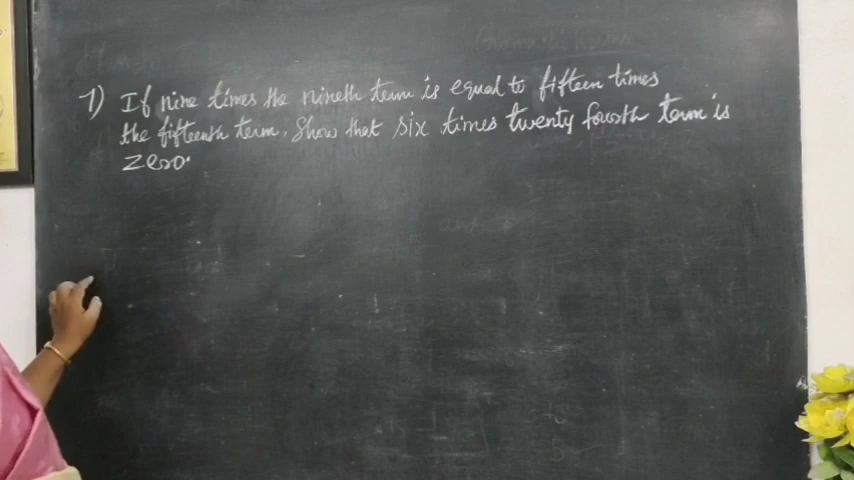 1) If nine times the nineth term is equal to fifteen times
the fifteenth term. Show that six times twenty fourth term is
zero.